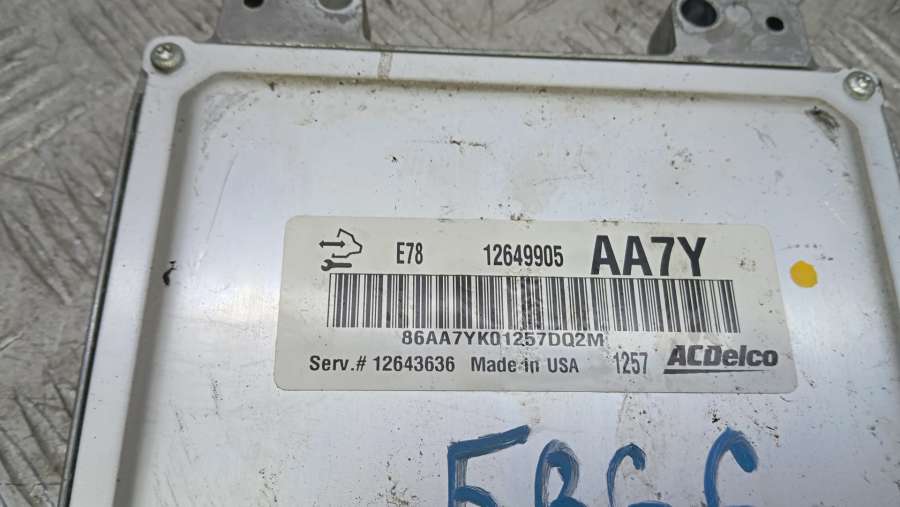 E78 12649905 AA7Y
86AA7YK01257DQ2M
Serv.# 12643636 Made In USA 1257 ACDelco